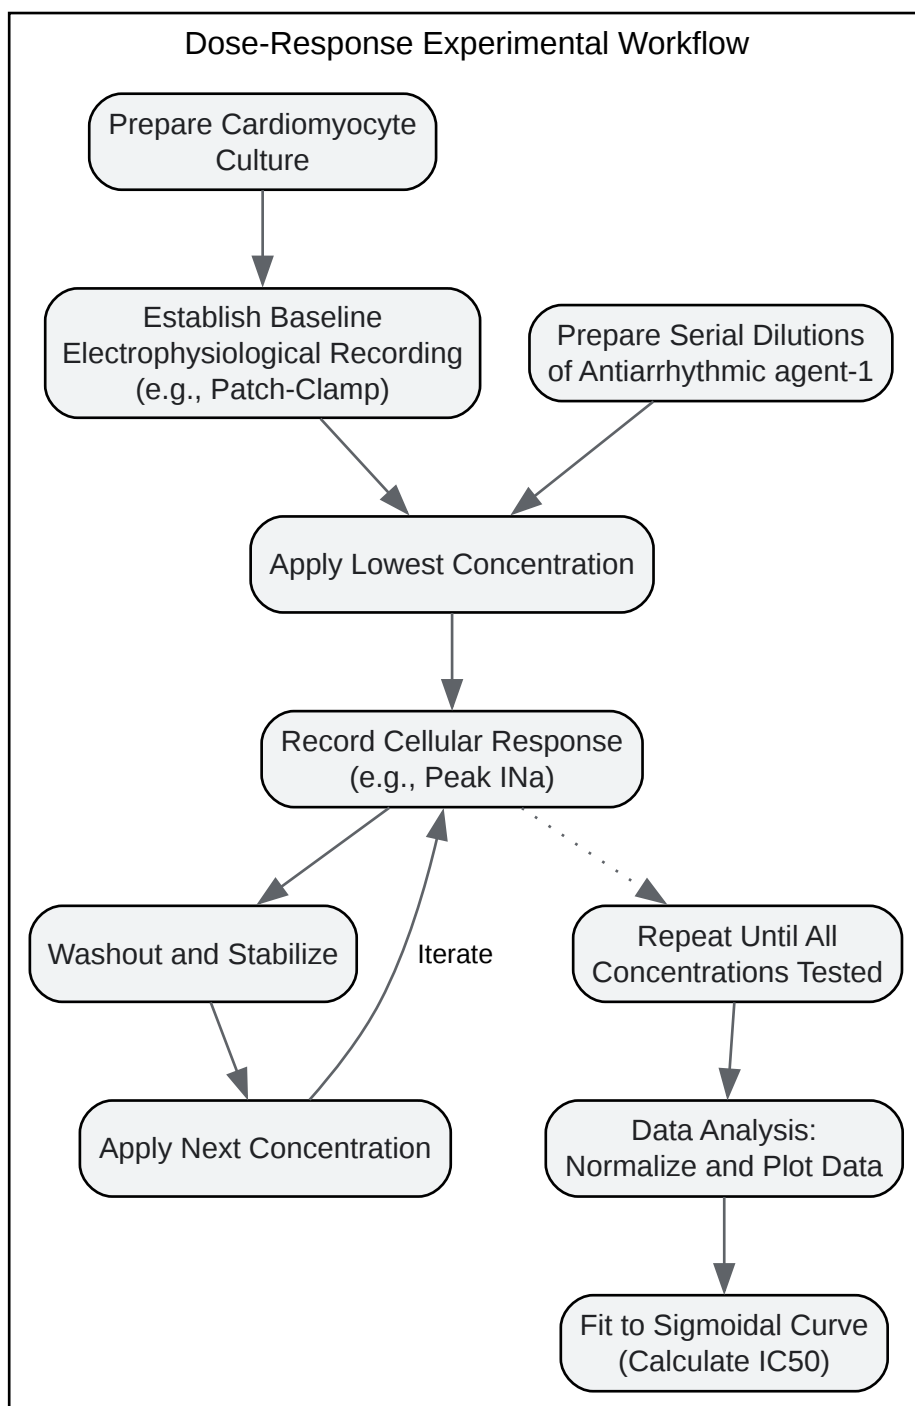 Dose-Response Experimental Workflow
Prepare Cardiomyocyte
Culture
Establish Baseline
Electrophysiological Recording
(e.g., Patch-Clamp)
Prepare Serial Dilutions
of Antiarrhythmic agent-1
Apply Lowest Concentration
Record Cellular Response
(e.g., Peak INa)
Washout and Stabilize
Iterate
Repeat Until All
Concentrations Tested
Apply Next Concentration
Data Analysis:
Normalize and Plot Data
Fit to Sigmoidal Curve
(Calculate IC50)